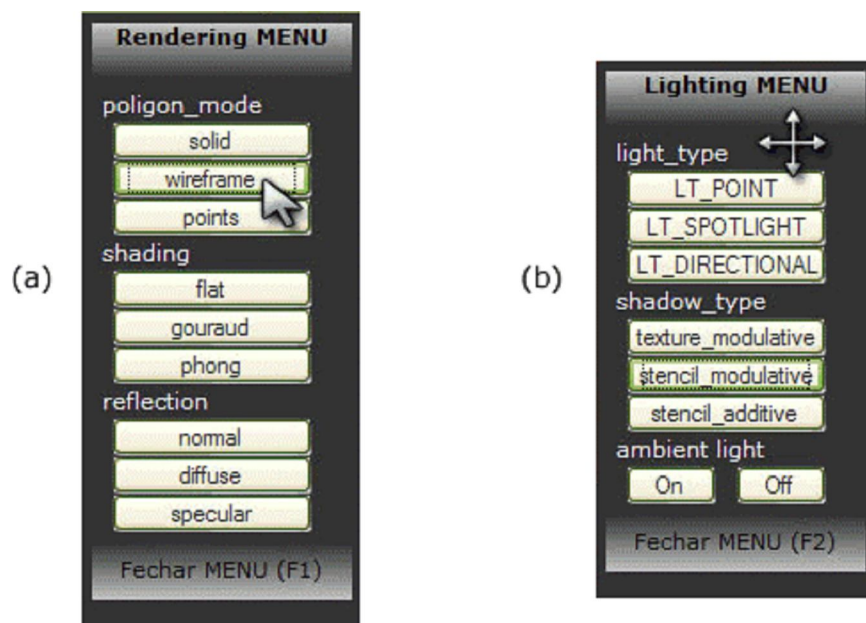 (a)
Rendering MENU
poligon_mode
solid
wireframe
points
shading
flat
gouraud
phong
reflection
normal
diffuse
specular
Fechar MENU (F1)
(b)
Lighting MENU
light_type
LT_POINT
LT_SPOTLIGHT
LT_DIRECTIONAL
shadow_type
texture_modulative
stencil_modulative
stencil_additive
ambient light
On Off
Fechar MENU (F2)